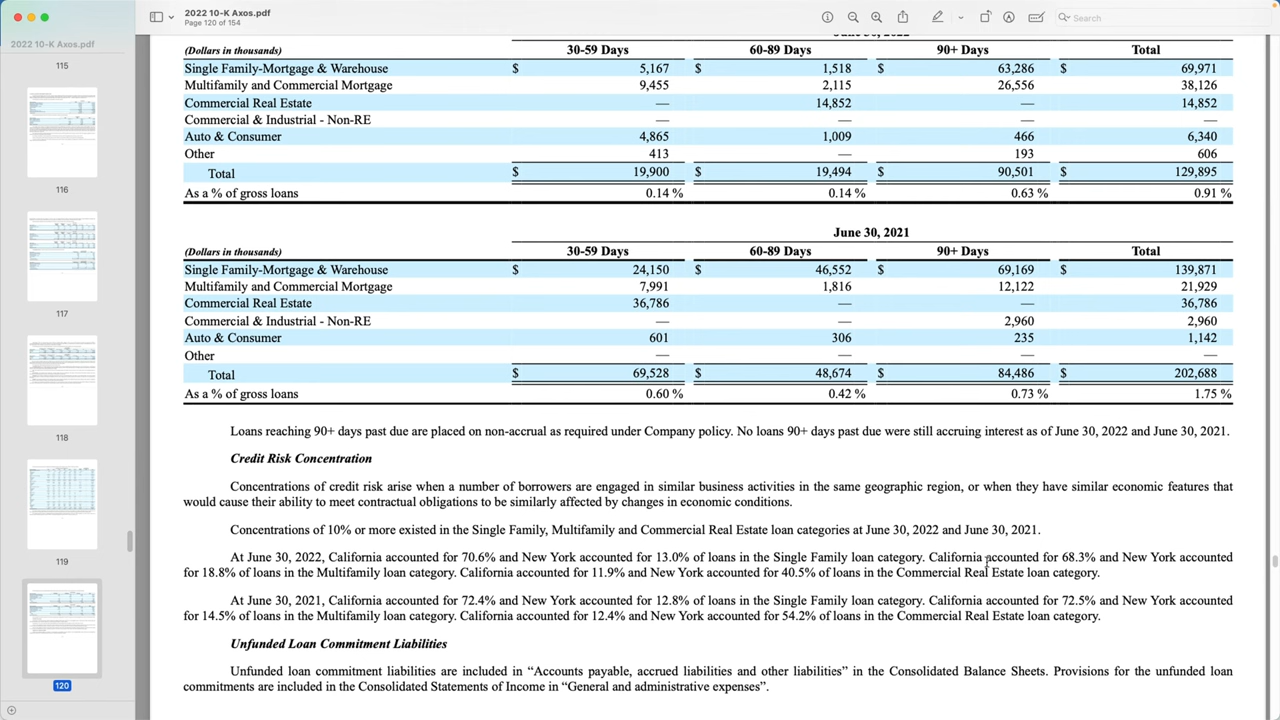 2022 10-K Axos.pdf
Page 120 of 154
Search
2022 10-K Axos.pdf
115
116
117
118
119
120
June 30, 2022
(Dollars in thousands) 30-59 Days 60-89 Days 90+ Days Total
Single Family-Mortgage & Warehouse $ 5,167 $ 1,518 $ 63,286 $ 69,971
Multifamily and Commercial Mortgage 9,455 2,115 26,556 38,126
Commercial Real Estate — 14,852 — 14,852
Commercial & Industrial - Non-RE — — — —
Auto & Consumer 4,865 1,009 466 6,340
Other 413 — 193 606
Total $ 19,900 $ 19,494 $ 90,501 $ 129,895
As a % of gross loans 0.14 % 0.14 % 0.63 % 0.91 %
June 30, 2021
(Dollars in thousands) 30-59 Days 60-89 Days 90+ Days Total
Single Family-Mortgage & Warehouse $ 24,150 $ 46,552 $ 69,169 $ 139,871
Multifamily and Commercial Mortgage 7,991 1,816 12,122 21,929
Commercial Real Estate 36,786 — — 36,786
Commercial & Industrial - Non-RE — — 2,960 2,960
Auto & Consumer 601 306 235 1,142
Other — — — —
Total $ 69,528 $ 48,674 $ 84,486 $ 202,688
As a % of gross loans 0.60 % 0.42 % 0.73 % 1.75 %
Loans reaching 90+ days past due are placed on non-accrual as required under Company policy. No loans 90+ days past due were still accruing interest as of June 30, 2022 and June 30, 2021.
Credit Risk Concentration
Concentrations of credit risk arise when a number of borrowers are engaged in similar business activities in the same geographic region, or when they have similar economic features that
would cause their ability to meet contractual obligations to be similarly affected by changes in economic conditions.
Concentrations of 10% or more existed in the Single Family, Multifamily and Commercial Real Estate loan categories at June 30, 2022 and June 30, 2021.
At June 30, 2022, California accounted for 70.6% and New York accounted for 13.0% of loans in the Single Family loan category. California accounted for 68.3% and New York accounted
for 18.8% of loans in the Multifamily loan category. California accounted for 11.9% and New York accounted for 40.5% of loans in the Commercial Real Estate loan category.
At June 30, 2021, California accounted for 72.4% and New York accounted for 12.8% of loans in the Single Family loan category. California accounted for 72.5% and New York accounted
for 14.5% of loans in the Multifamily loan category. California accounted for 12.4% and New York accounted for 54.2% of loans in the Commercial Real Estate loan category.
Unfunded Loan Commitment Liabilities
Unfunded loan commitment liabilities are included in “Accounts payable, accrued liabilities and other liabilities” in the Consolidated Balance Sheets. Provisions for the unfunded loan
commitments are included in the Consolidated Statements of Income in “General and administrative expenses”.